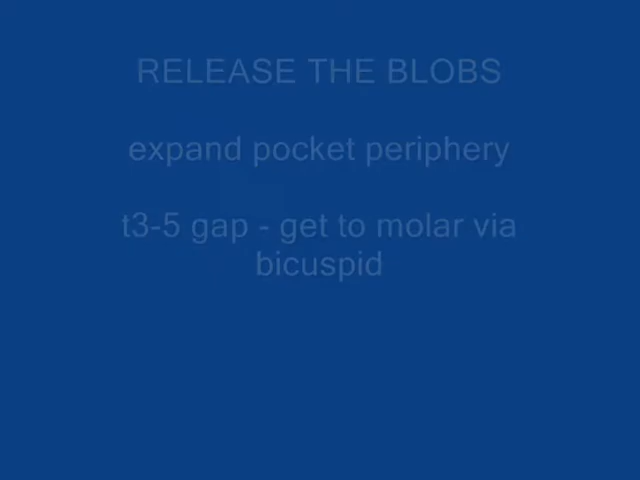 RELEASE THE BLOBS
expand pocket periphery
t3-5 gap - get to molar via
bicuspid